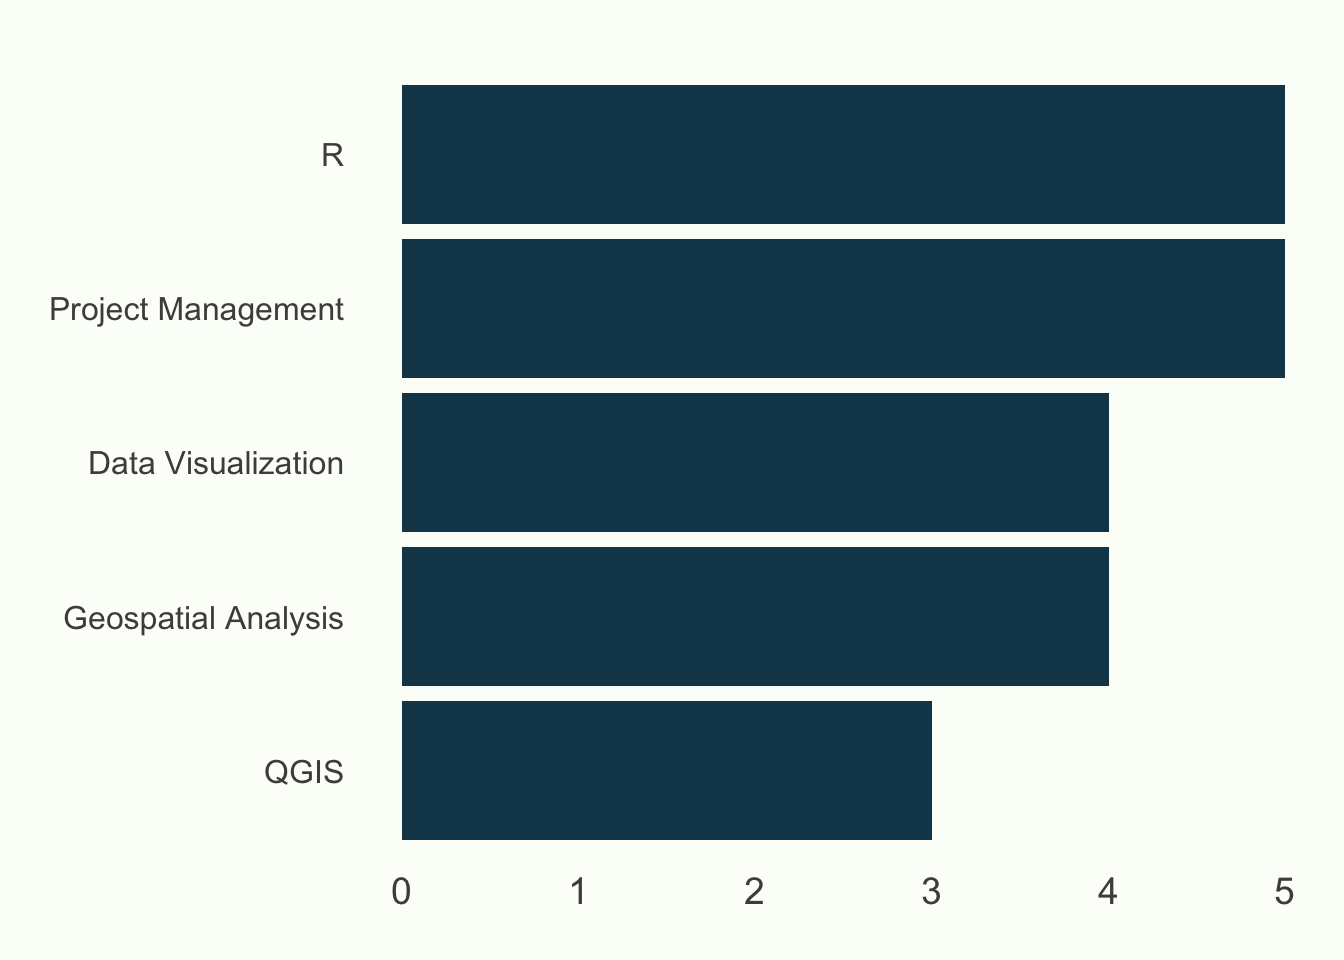 R
Project Management
Data Visualization
Geospatial Analysis
QGIS
0 1 2 3 4 5